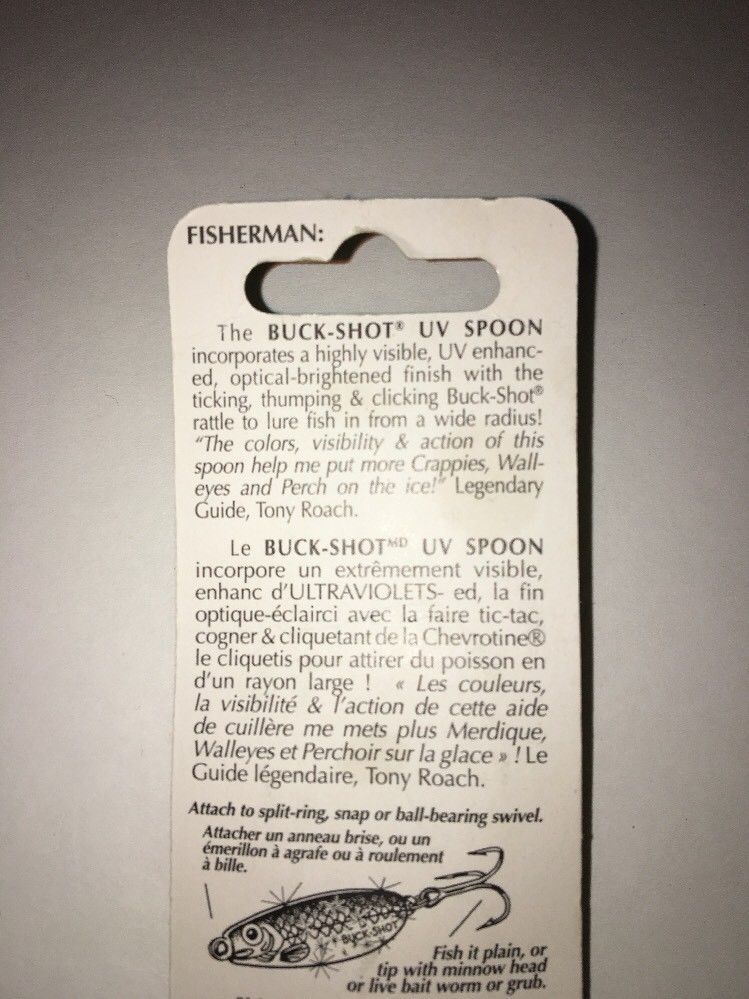 FISHERMAN:
The BUCK-SHOT® UV SPOON
incorporates a highly visible, UV enhanc-
ed, optical-brightened finish with the
ticking, thumping & clicking Buck-Shot®
rattle to lure fish in from a wide radius!
"The colors, visibility & action of this
spoon help me put more Crappies, Wall-
eyes and Perch on the ice!" Legendary
Guide, Tony Roach.
Le BUCK-SHOTᴹᴰ UV SPOON
incorpore un extrêmement visible,
enhanc d'ULTRAVIOLETS- ed, la fin
optique-éclairci avec la faire tic-tac,
cogner & cliquetant de la Chevrotine®
le cliquetis pour attirer du poisson en
d'un rayon large ! « Les couleurs,
la visibilité & l'action de cette aide
de cuillère me mets plus Merdique,
Walleyes et Perchoir sur la glace » ! Le
Guide légendaire, Tony Roach.
Attach to split-ring, snap or ball-bearing swivel.
Attacher un anneau brise, ou un
émerillon à agrafe ou à roulement
à bille.
BUCK-SHOT
Fish it plain, or
tip with minnow head
or live bait worm or grub.